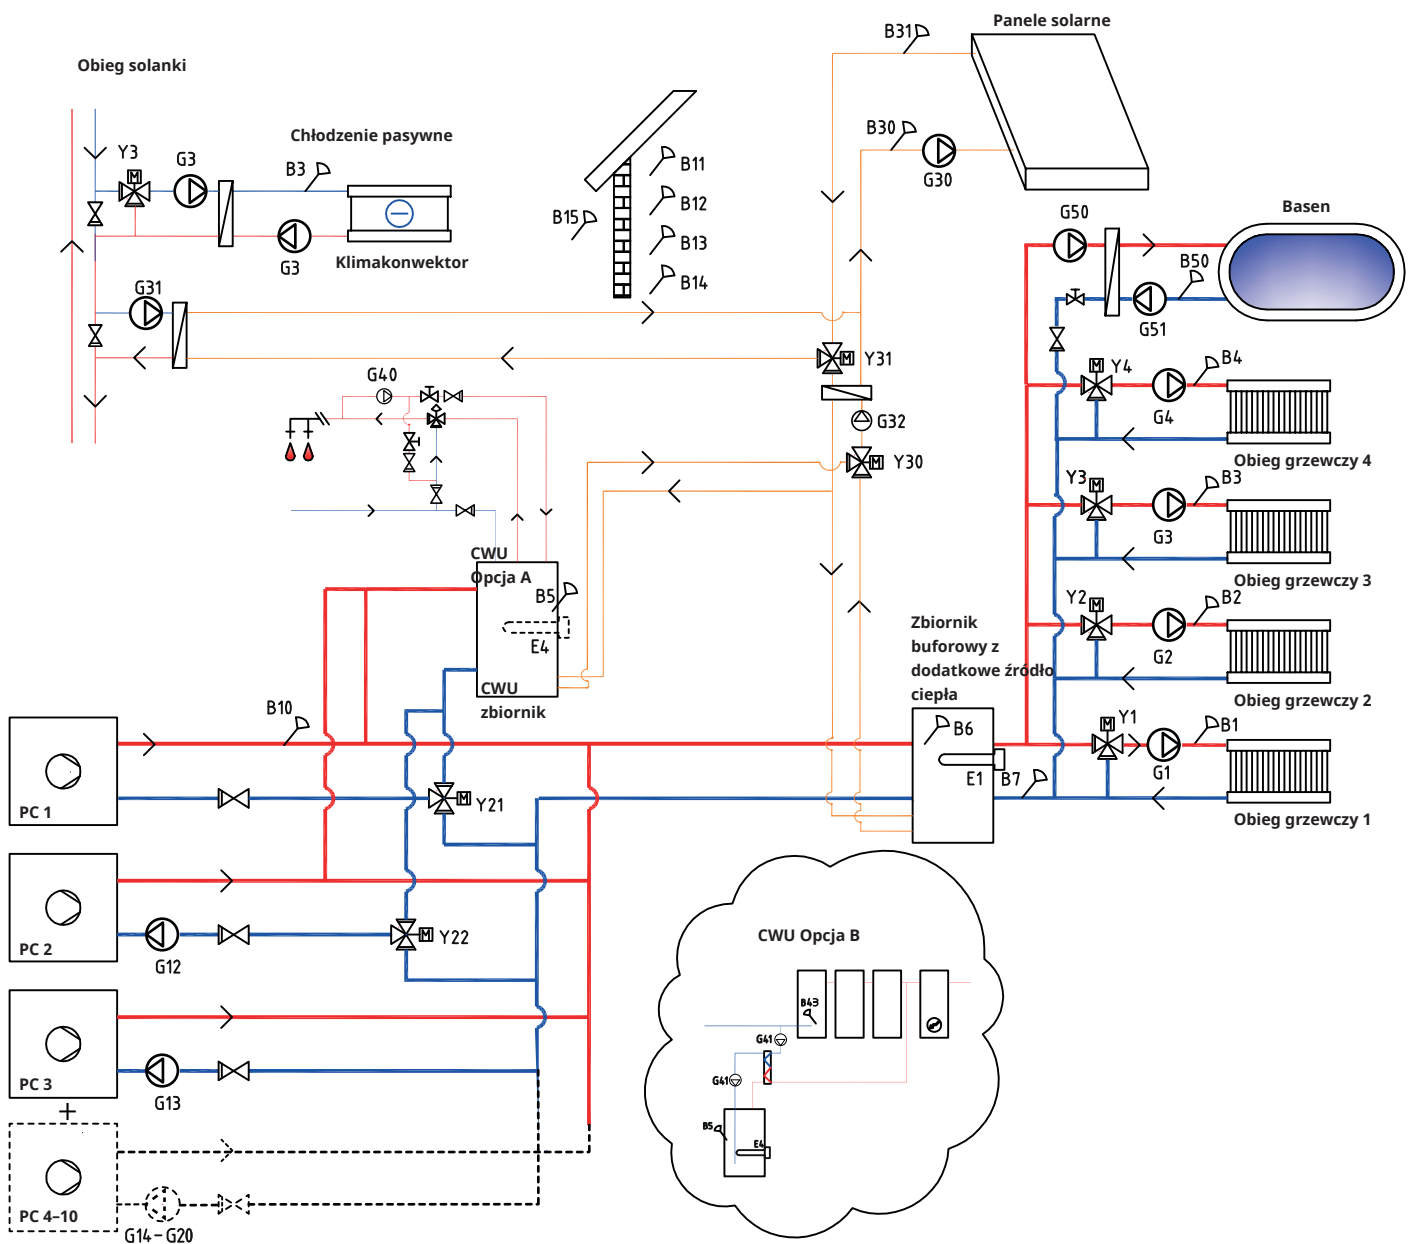 Panele solarne
B31
Obieg solanki
Chłodzenie pasywne
B30
G30
Y3
G3
B3
B11
B12
B15
B13
B14
G3
Klimakonwektor
Basen
G50
B50
G51
G31
Y31
G40
G32
Y30
Y4
B4
G4
Obieg grzewczy 4
Y3
B3
G3
Obieg grzewczy 3
CWU
Opcja A
B5
E4
CWU
zbiornik
Y2
B2
G2
Obieg grzewczy 2
Zbiornik
buforowy z
dodatkowe źródło
ciepła
B10
B6
E1
B7
Y1
B1
G1
Obieg grzewczy 1
PC 1
Y21
PC 2
G12
Y22
CWU Opcja B
B43
G41
G41
B5
E4
PC 3
G13
+
PC 4–10
G14–G20
M
M
M
M
M
M
M
M
M